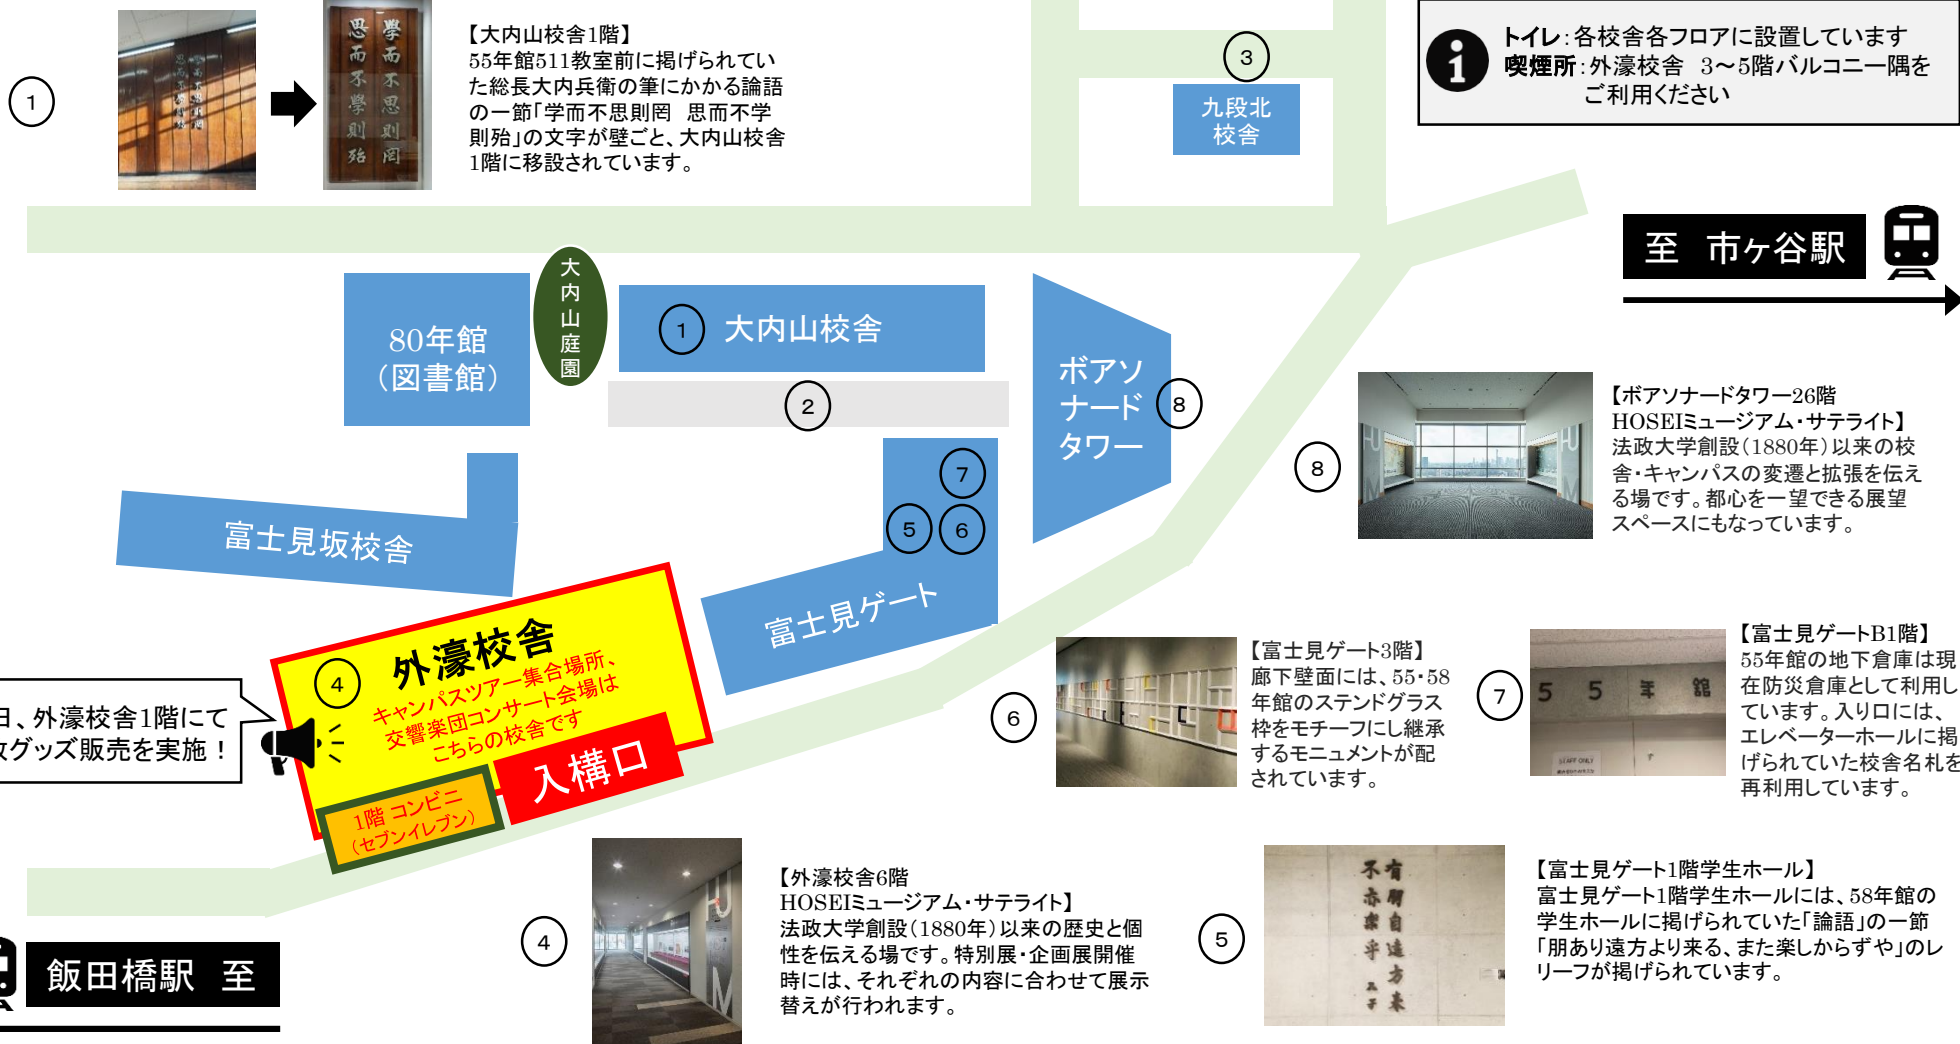 1
【大内山校舎1階】
55年館511教室前に掲げられてい
た総長大内兵衛の筆にかかる論語
の一節「学而不思則罔 思而不学
則殆」の文字が壁ごと、大内山校舎
1階に移設されています。
學而不思則罔
思而不學則殆
3
九段北
校舎
トイレ:各校舎各フロアに設置しています
喫煙所:外濠校舎 3～5階バルコニー隅を
ご利用ください
至 市ヶ谷駅
80年館
(図書館)
大内山庭園
1 大内山校舎
2
ボアソ
ナード
タワー
8
7
5 6
富士見坂校舎
富士見ゲート
4
外濠校舎
キャンパスツアー集合場所、
交響楽団コンサート会場は
こちらの校舎です
入構口
1階 コンビニ
(セブンイレブン)
日、外濠校舎1階にて
グッズ販売を実施！
飯田橋駅 至
8
【ボアソナードタワー26階
HOSEIミュージアム・サテライト】
法政大学創設(1880年)以来の校
舎・キャンパスの変遷と拡張を伝え
る場です。都心を一望できる展望
スペースにもなっています。
6
【富士見ゲート3階】
廊下壁面には、55・58
年館のステンドグラス
枠をモチーフにし継承
するモニュメントが配
されています。
7
55年館
STAFF ONLY
【富士見ゲートB1階】
55年館の地下倉庫は現
在防災倉庫として利用し
ています。入り口には、
エレベーターホールに掲
げられていた校舎名札を
再利用しています。
4
HU
M
【外濠校舎6階
HOSEIミュージアム・サテライト】
法政大学創設(1880年)以来の歴史と個
性を伝える場です。特別展・企画展開催
時には、それぞれの内容に合わせて展示
替えが行われます。
5
有朋自遠方来
不亦楽乎
【富士見ゲート1階学生ホール】
富士見ゲート1階学生ホールには、58年館の
学生ホールに掲げられていた「論語」の一節
「朋あり遠方より来る、また楽しからずや」のレ
リーフが掲げられています。